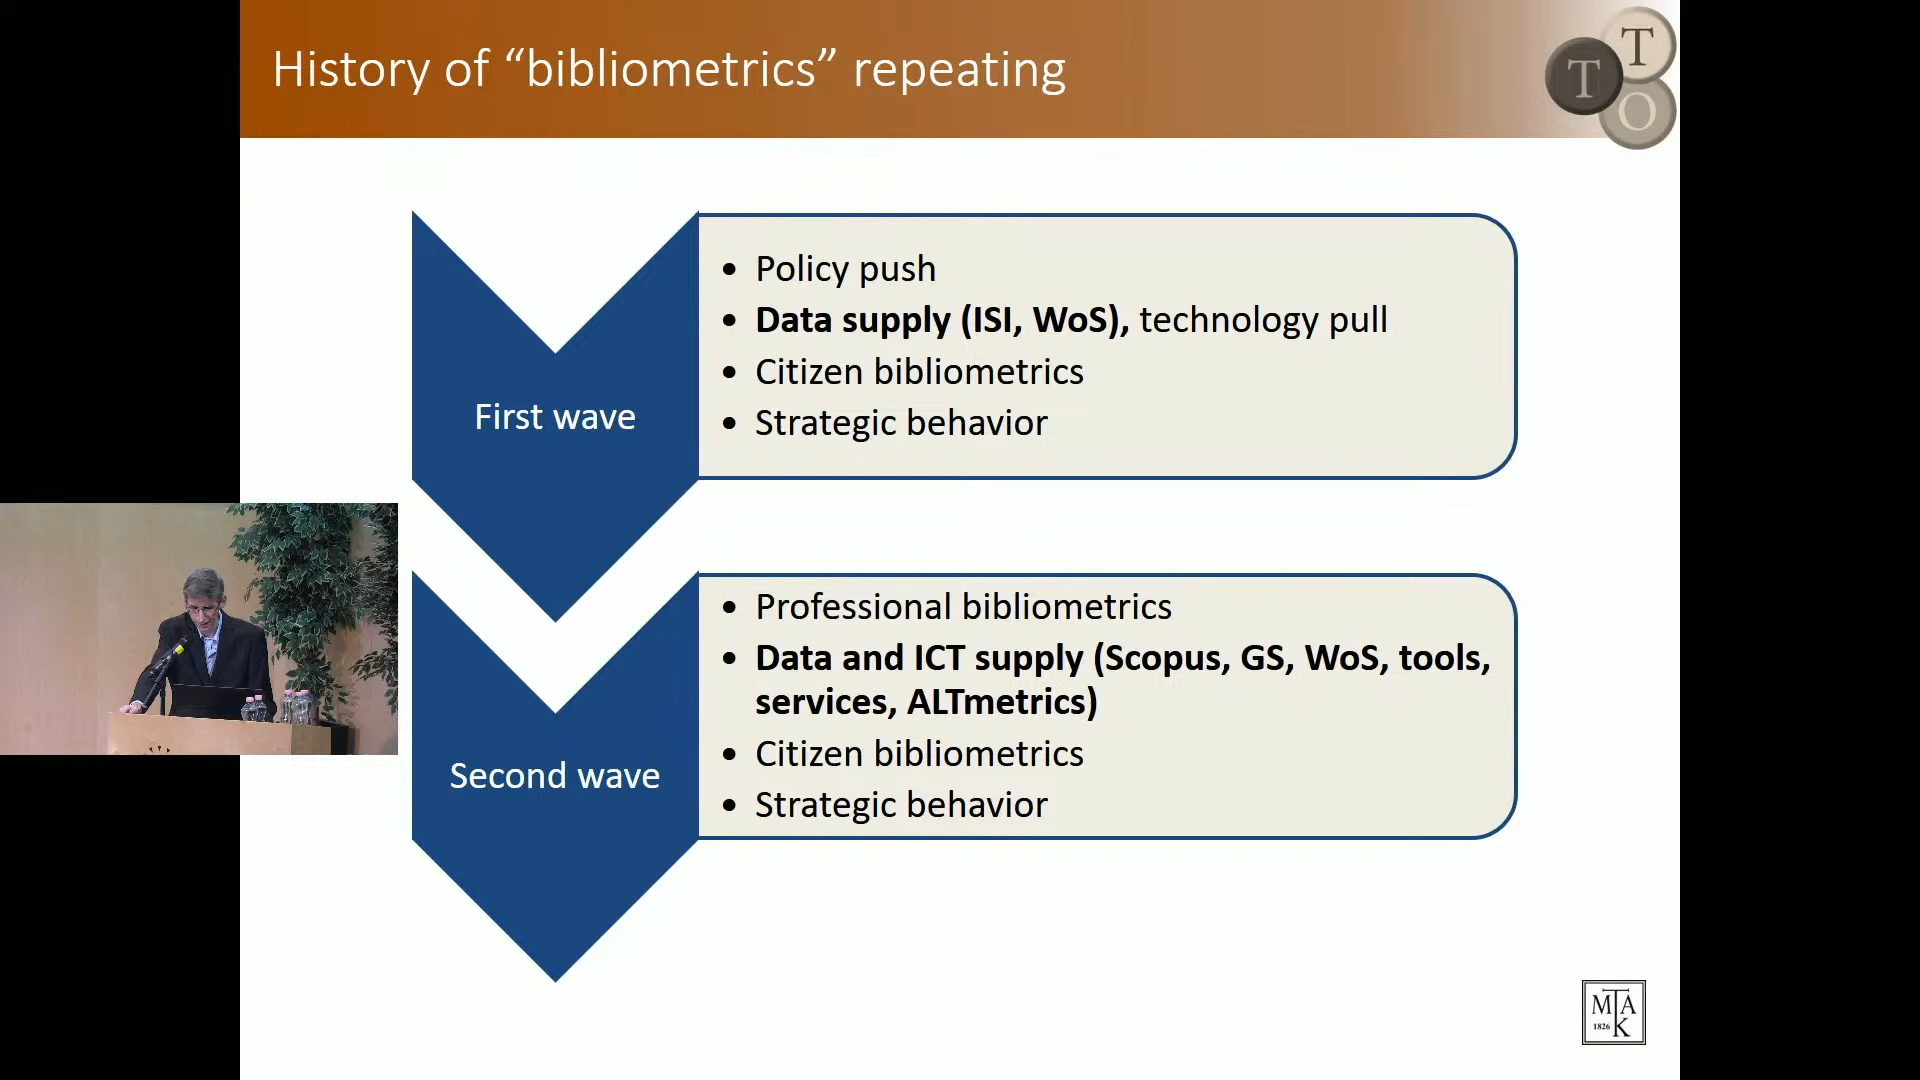 History of “bibliometrics” repeating
T
T
O
First wave
• Policy push
• Data supply (ISI, WoS), technology pull
• Citizen bibliometrics
• Strategic behavior
Second wave
• Professional bibliometrics
• Data and ICT supply (Scopus, GS, WoS, tools,
services, ALTmetrics)
• Citizen bibliometrics
• Strategic behavior
MTA
1826 K